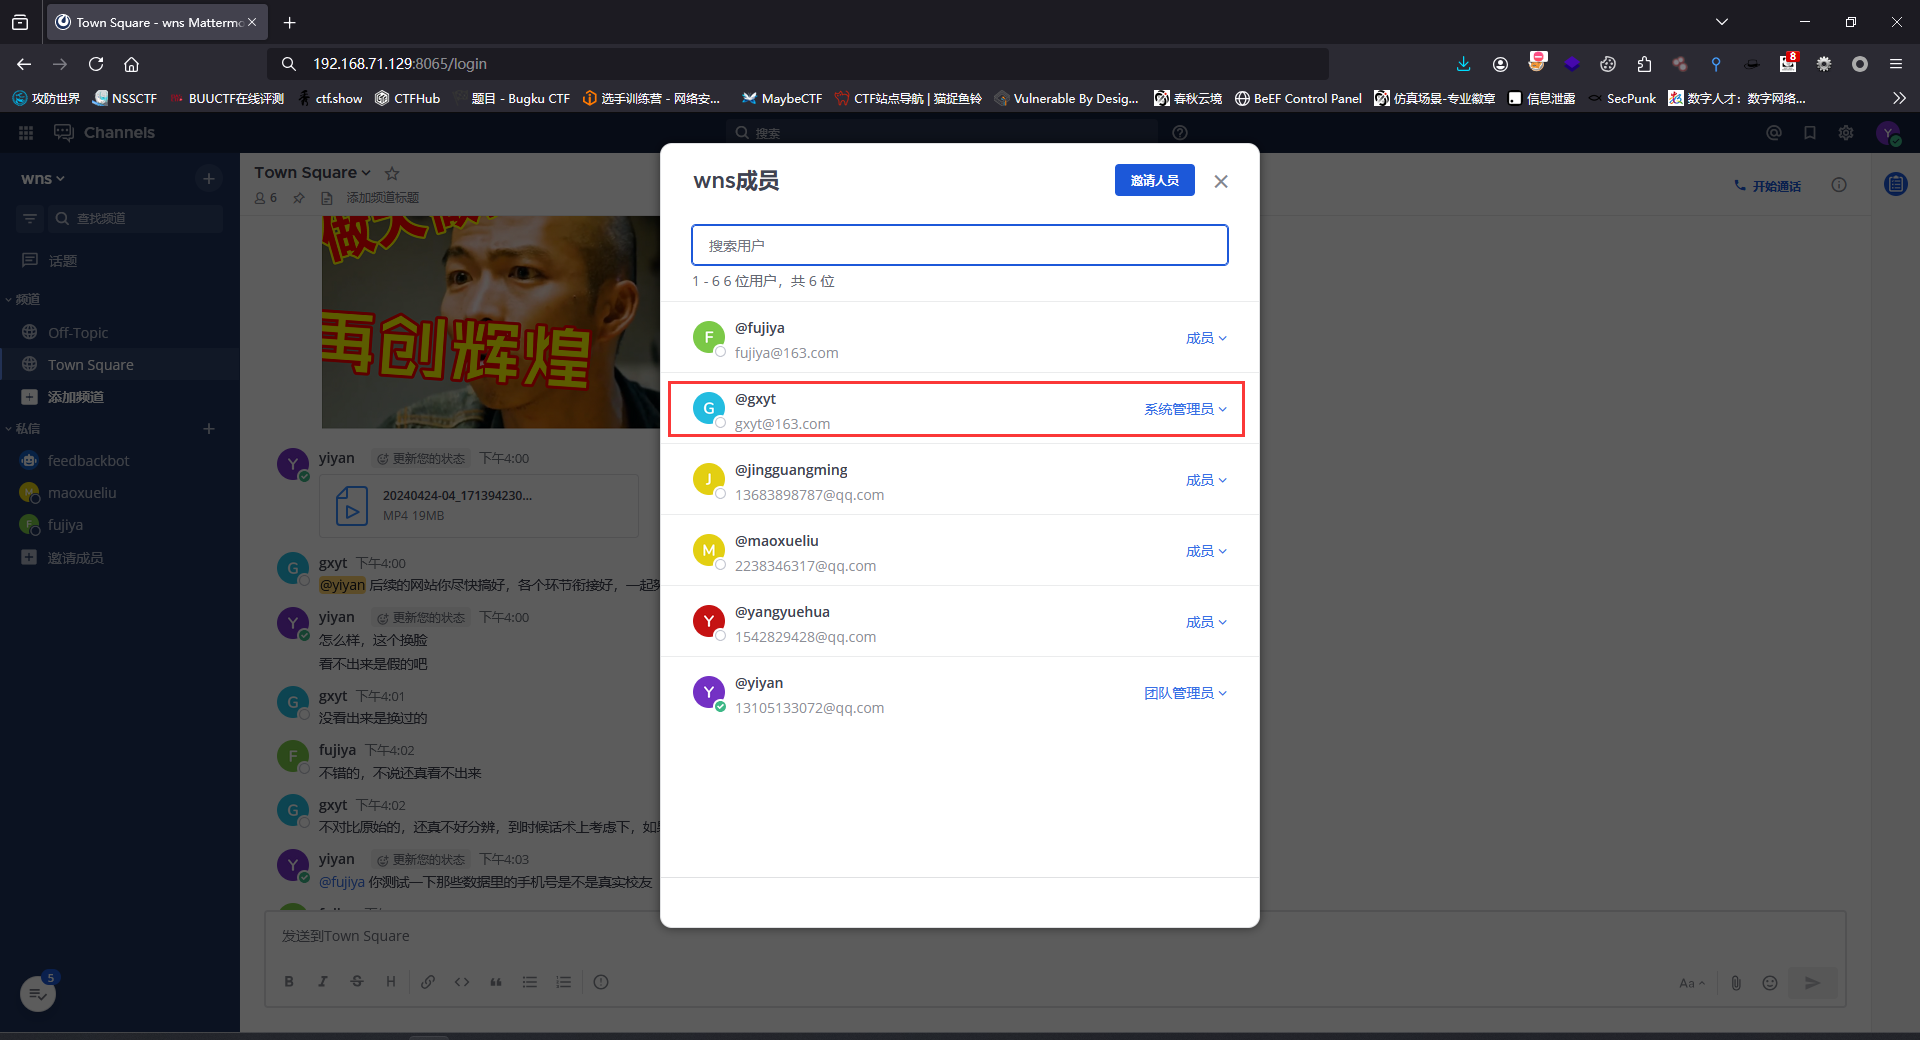 Town Square - wns Mattermo
192.168.71.129:8065/login
8
攻防世界
NSSCTF
BUUCTF在线评测
ctf.show
CTFHub
题目 - Bugku CTF
选手训练营 - 网络安...
MaybeCTF
CTF站点导航 | 猫捉鱼铃
Vulnerable By Desig...
春秋云境
BeEF Control Panel
仿真场景-专业徽章
信息泄露
SecPunk
数字人才：数字网络...
Channels
搜索
Y
wns
查找频道
话题
频道
Off-Topic
Town Square
添加频道
私信
feedbackbot
maoxueliu
fujiya
邀请成员
5
Town Square
6
添加频道标题
开始通话
再创辉煌
Y
yiyan 更新您的状态 下午4:00
20240424-04_171394230...
MP4 19MB
G
gxyt 下午4:00
@yiyan 后续的网站你尽快搞好，各个环节衔接好，一起
Y
yiyan 更新您的状态 下午4:00
怎么样，这个换脸
看不出来是假的吧
G
gxyt 下午4:01
没看出来是换过的
F
fujiya 下午4:02
不错的，不说还真看不出来
G
gxyt 下午4:02
不对比原始的，还真不好分辨，到时候话术上考虑下，如
Y
yiyan 更新您的状态 下午4:03
@fujiya 你测试一下那些数据里的手机号是不是真实校友
发送到Town Square
B I S H
Aa
wns成员
邀请人员
搜索用户
1 - 6 6 位用户，共 6 位
F
@fujiya
fujiya@163.com
成员
G
@gxyt
gxyt@163.com
系统管理员
J
@jingguangming
13683898787@qq.com
成员
M
@maoxueliu
2238346317@qq.com
成员
Y
@yangyuehua
1542829428@qq.com
成员
Y
@yiyan
13105133072@qq.com
团队管理员